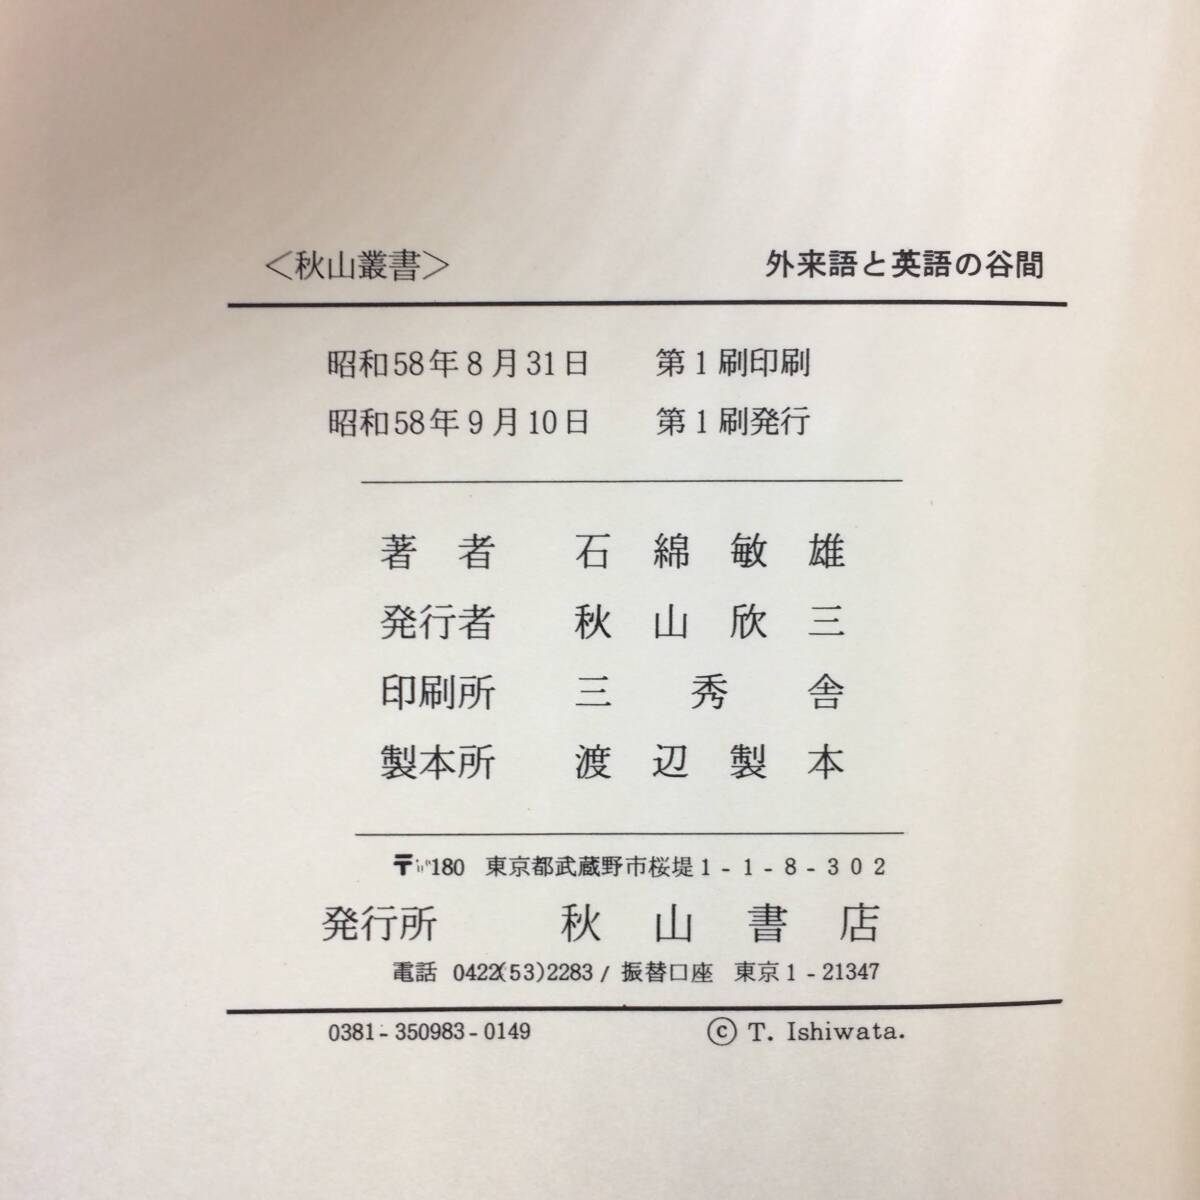 ＜秋山叢書＞ 外来語と英語の谷間
昭和58年8月31日 第1刷印刷
昭和58年9月10日 第1刷発行
著者 石綿敏雄
発行者 秋山欣三
印刷所 三秀舎
製本所 渡辺製本
〒180 東京都武蔵野市桜堤1-1-8-302
発行所 秋山書店
電話 0422(53)2283/振替口座 東京1-21347
0381-350983-0149 ©T. Ishiwata.